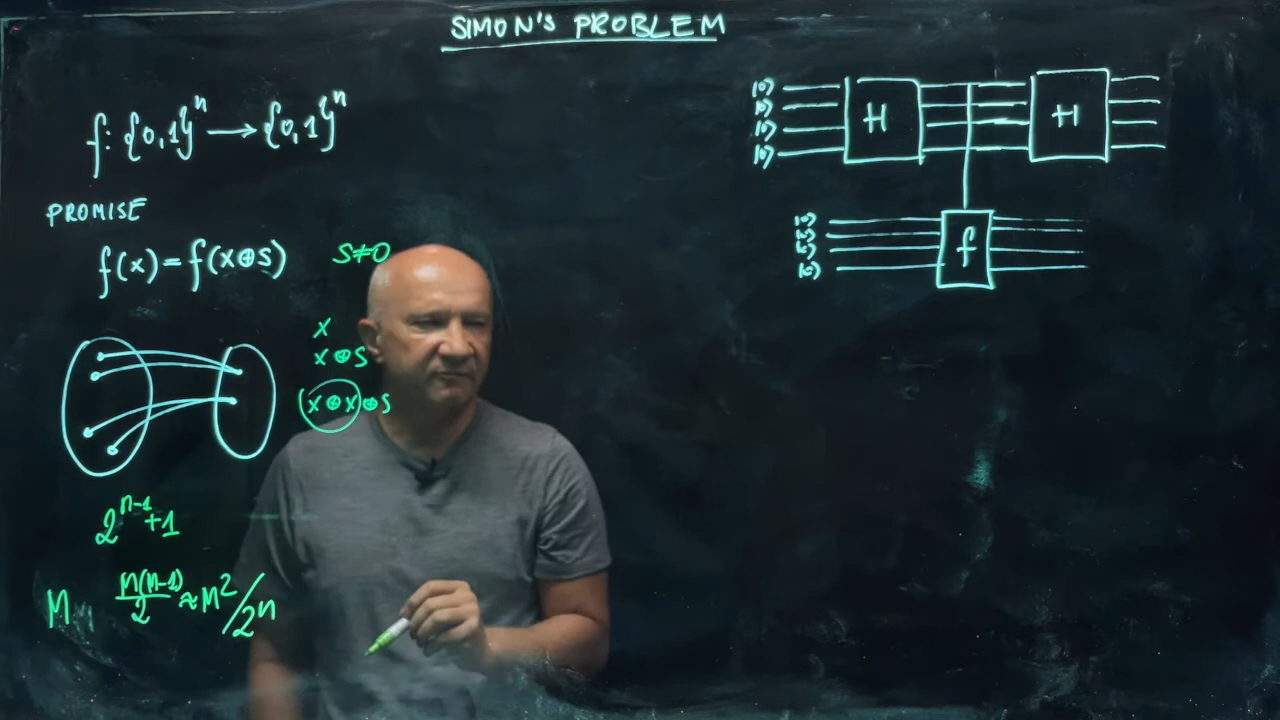 SIMON'S PROBLEM
f: {0,1}ⁿ → {0,1}ⁿ
PROMISE
f(x) = f(x⊕s)
s≠0
x
x⊕s
(x⊕x)⊕s
2ⁿ⁻¹+1
M
M(M-1)/2 ≈ M²/2ⁿ
|0⟩
|0⟩
|0⟩
|0⟩
H
H
|0⟩
|0⟩
|0⟩
|0⟩
f